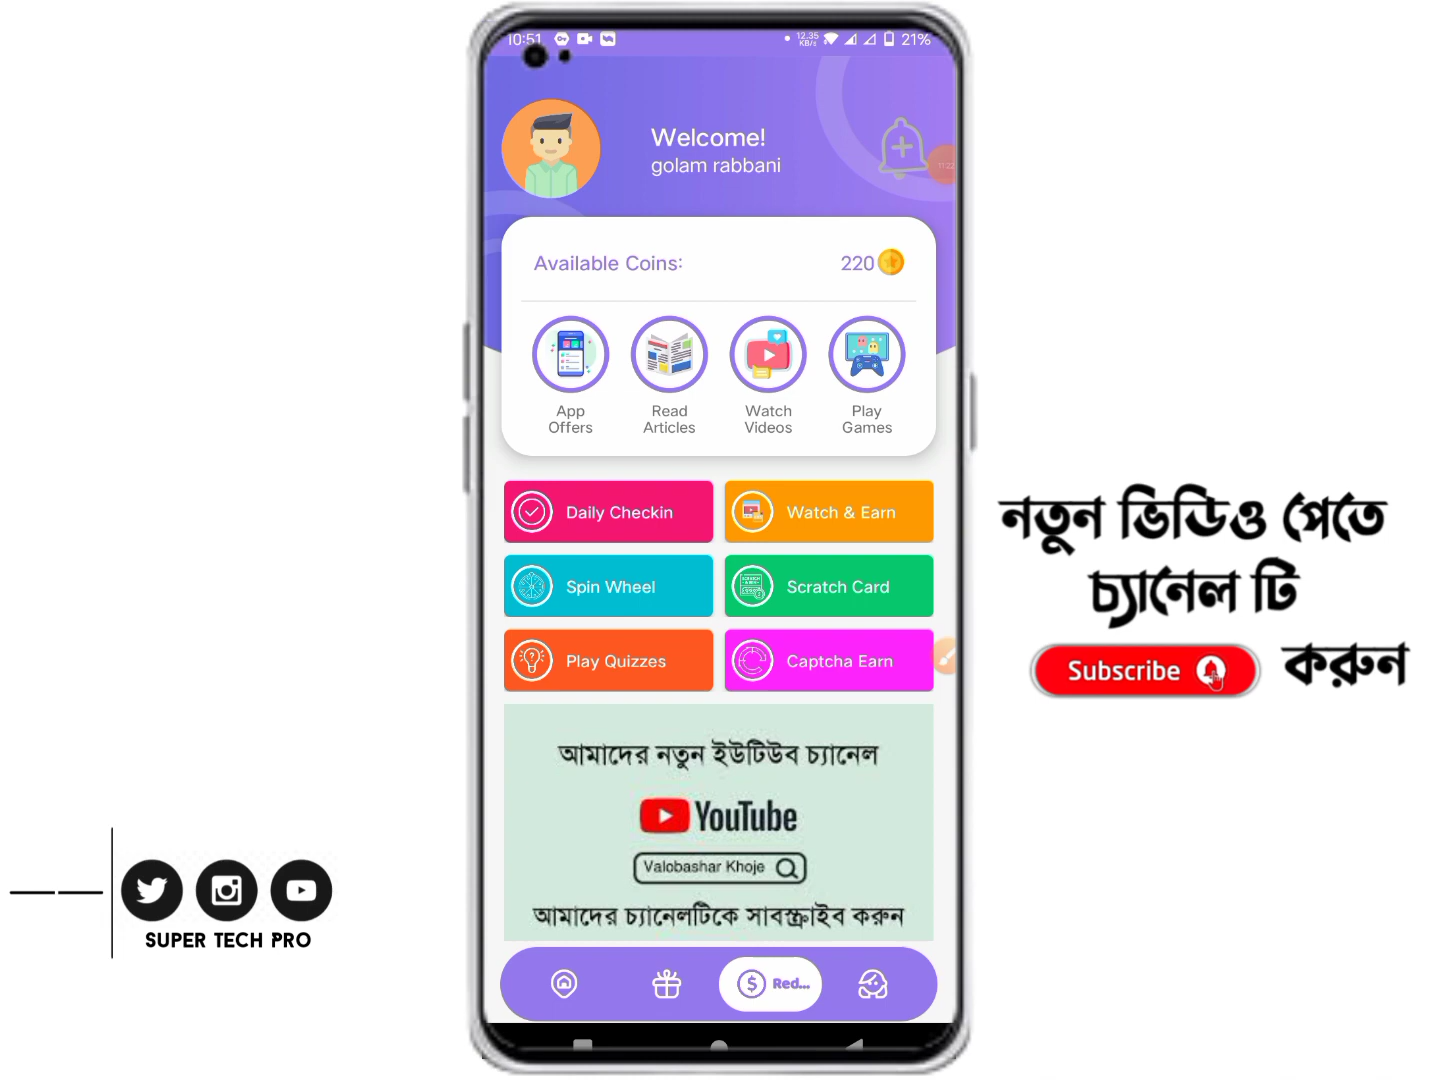 10:51
12.35
KB/s
21%
Welcome!
golam rabbani
11:22
Available Coins:
220
App
Offers
Read
Articles
Watch
Videos
Play
Games
Daily Checkin
Watch & Earn
Spin Wheel
Scratch Card
Play Quizzes
Captcha Earn
আমাদের নতুন ইউটিউব চ্যানেল
YouTube
Valobashar Khoje
আমাদের চ্যানেলটিকে সাবস্ক্রাইব করুন
Red...
নতুন ভিডিও পেতে
চ্যানেল টি
Subscribe করুন
SUPER TECH PRO